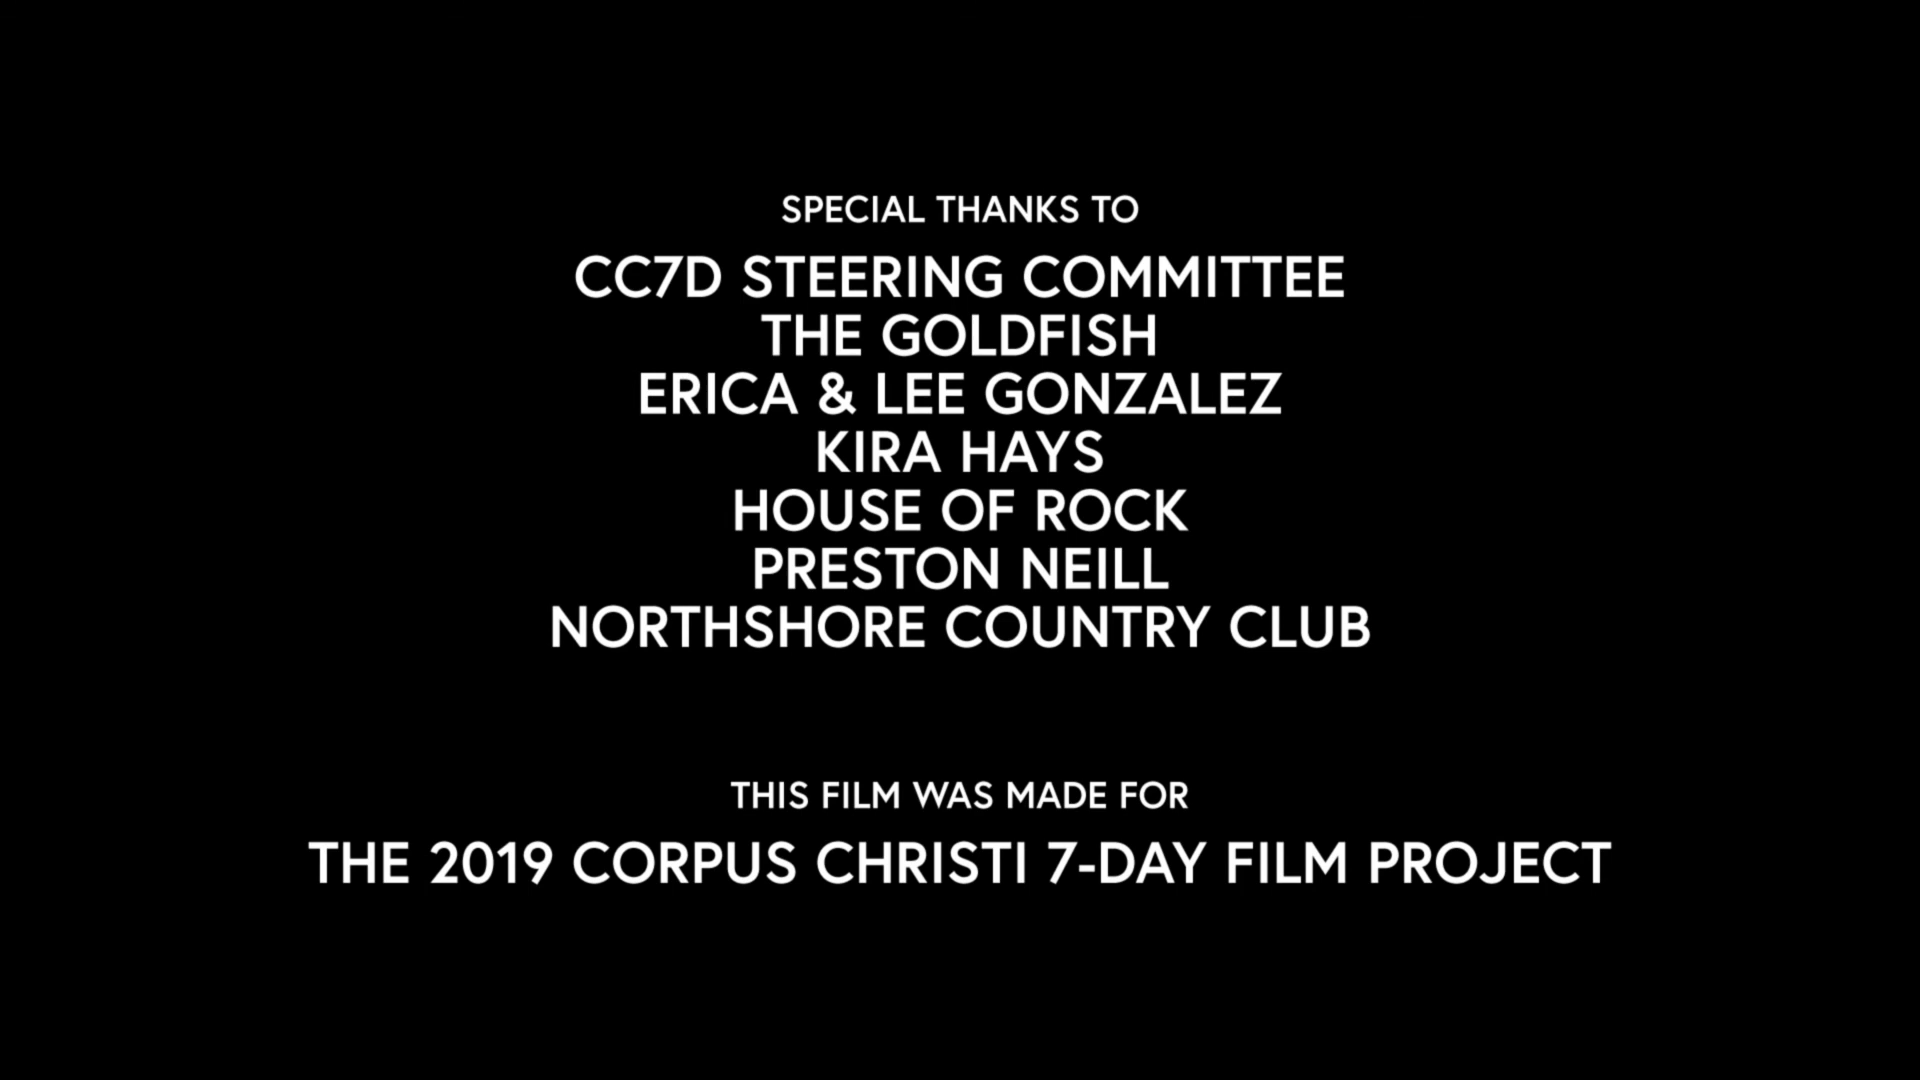 SPECIAL THANKS TO
CC7D STEERING COMMITTEE
THE GOLDFISH
ERICA & LEE GONZALEZ
KIRA HAYS
HOUSE OF ROCK
PRESTON NEILL
NORTHSHORE COUNTRY CLUB
THIS FILM WAS MADE FOR
THE 2019 CORPUS CHRISTI 7-DAY FILM PROJECT